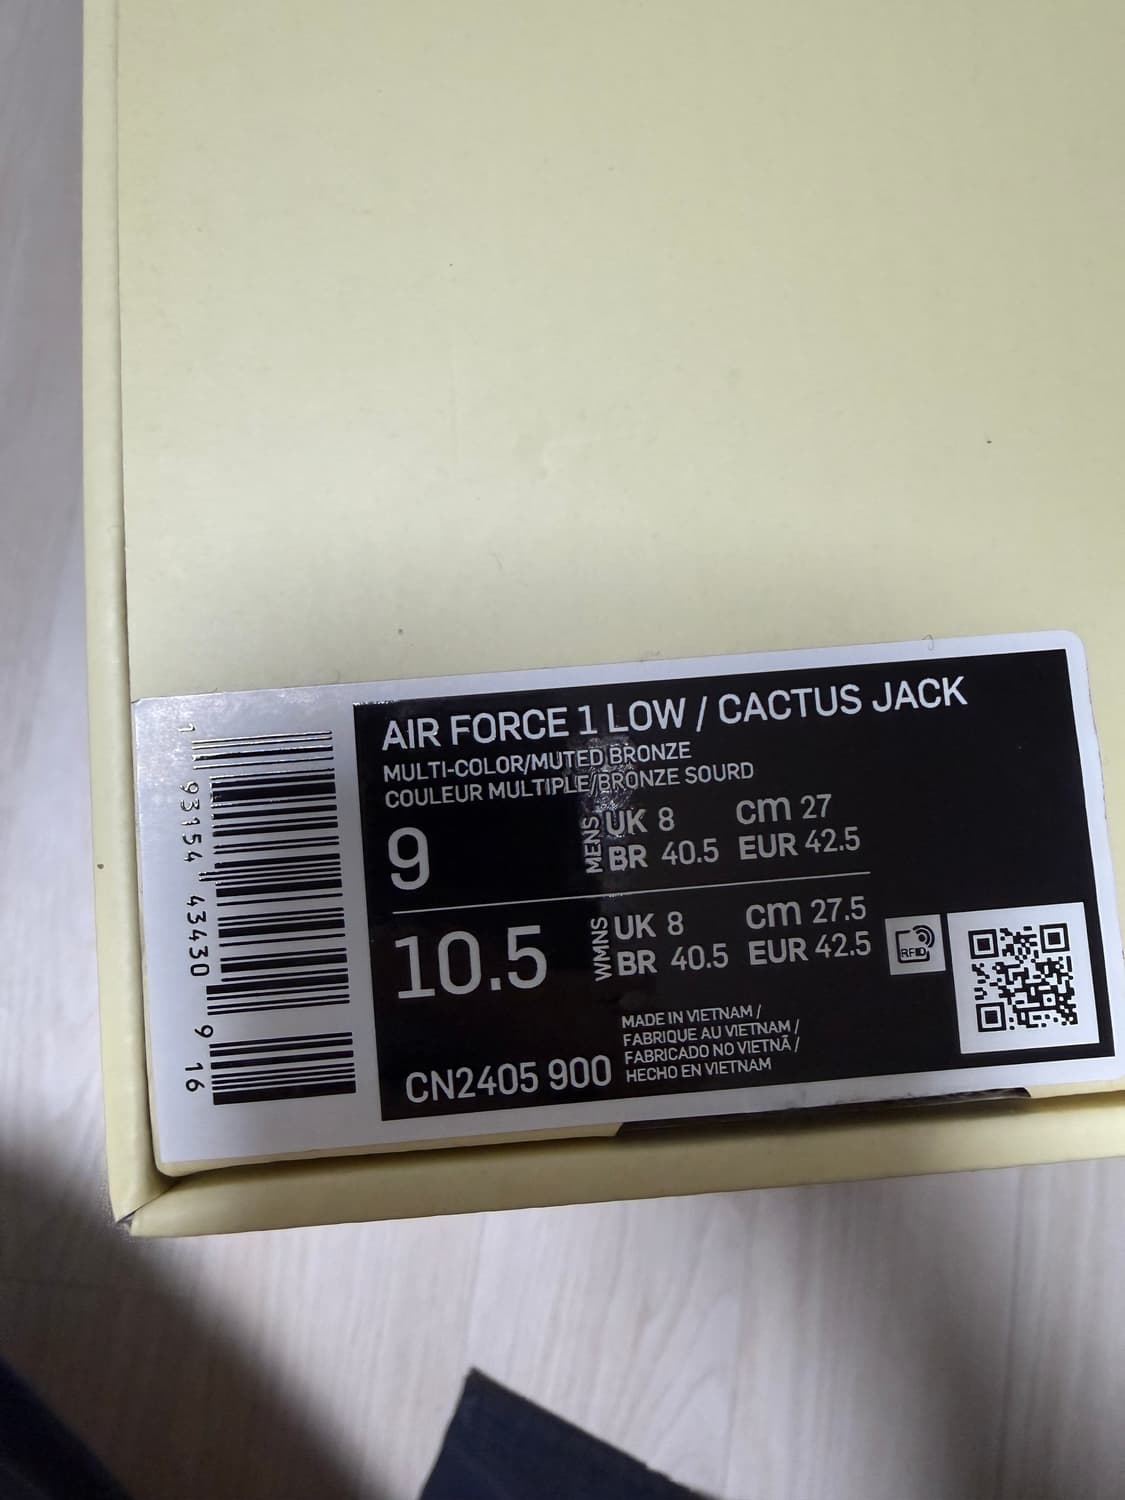 AIR FORCE 1 LOW / CACTUS JACK
MULTI-COLOR/MUTED BRONZE
COULEUR MULTIPLE/BRONZE SOURD
9
MENS
UK 8 cm 27
BR 40.5 EUR 42.5
10.5
WMNS
UK 8 cm 27.5
BR 40.5 EUR 42.5
RFID
MADE IN VIETNAM /
FABRIQUE AU VIETNAM /
FABRICADO NO VIETNÃ /
HECHO EN VIETNAM
CN2405 900
1 93154 43430 9 16